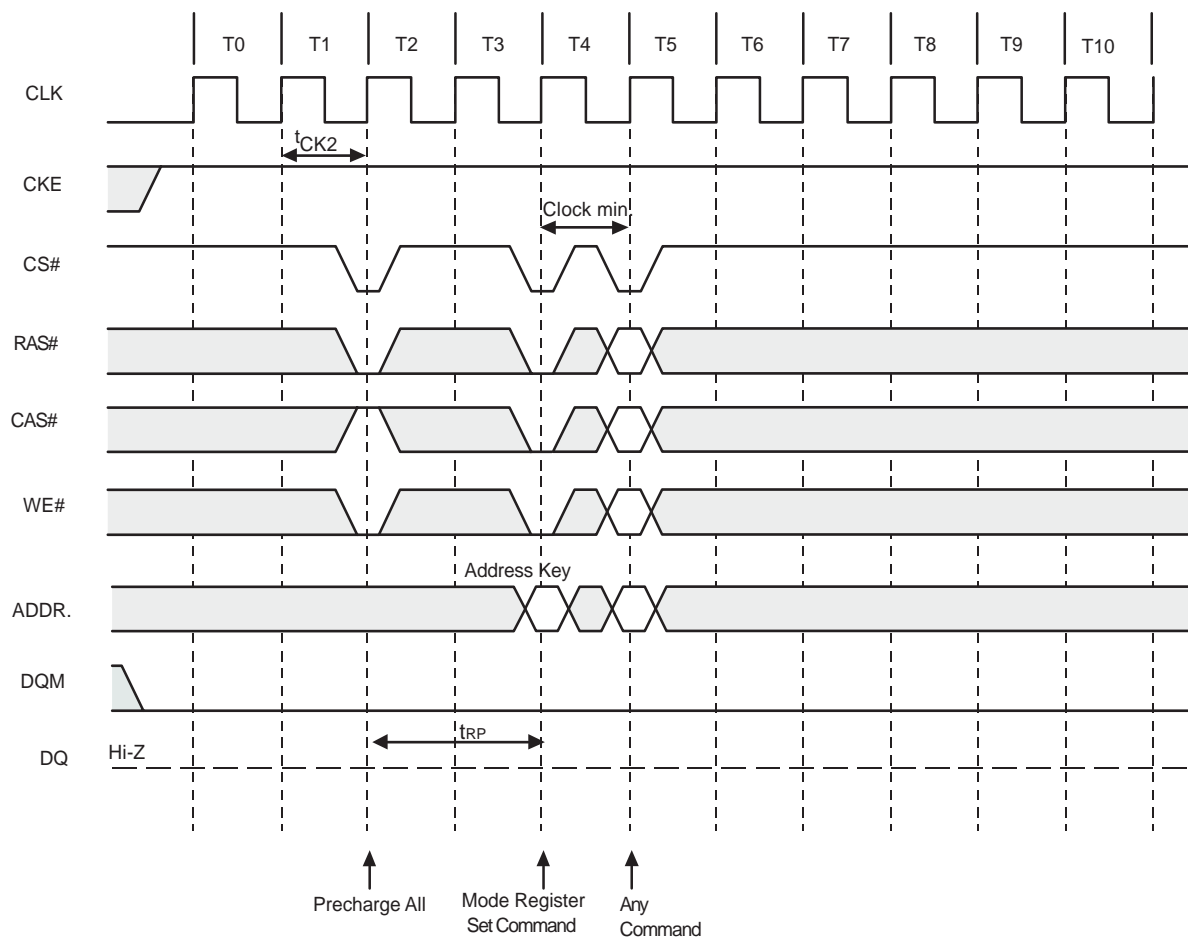 T0 T1 T2 T3 T4 T5 T6 T7 T8 T9 T10
CLK
tCK2
CKE
Clock min.
CS#
RAS#
CAS#
WE#
Address Key
ADDR.
DQM
tRP
DQ Hi-Z
Precharge All
Mode Register
Set Command
Any
Command